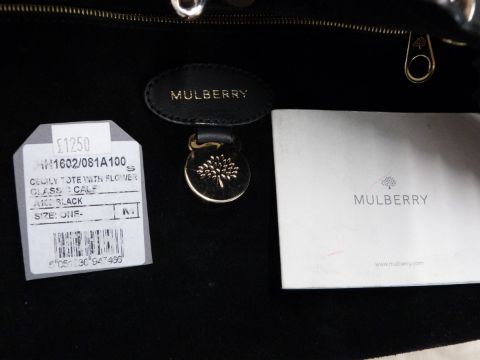 MULBERRY
£1250
HH1602/081A100
S
CECILY TOTE WITH FLOWER
CLASSIC CALF
BLACK
SIZE: ONE-
MULBERRY
www.mulberry.com